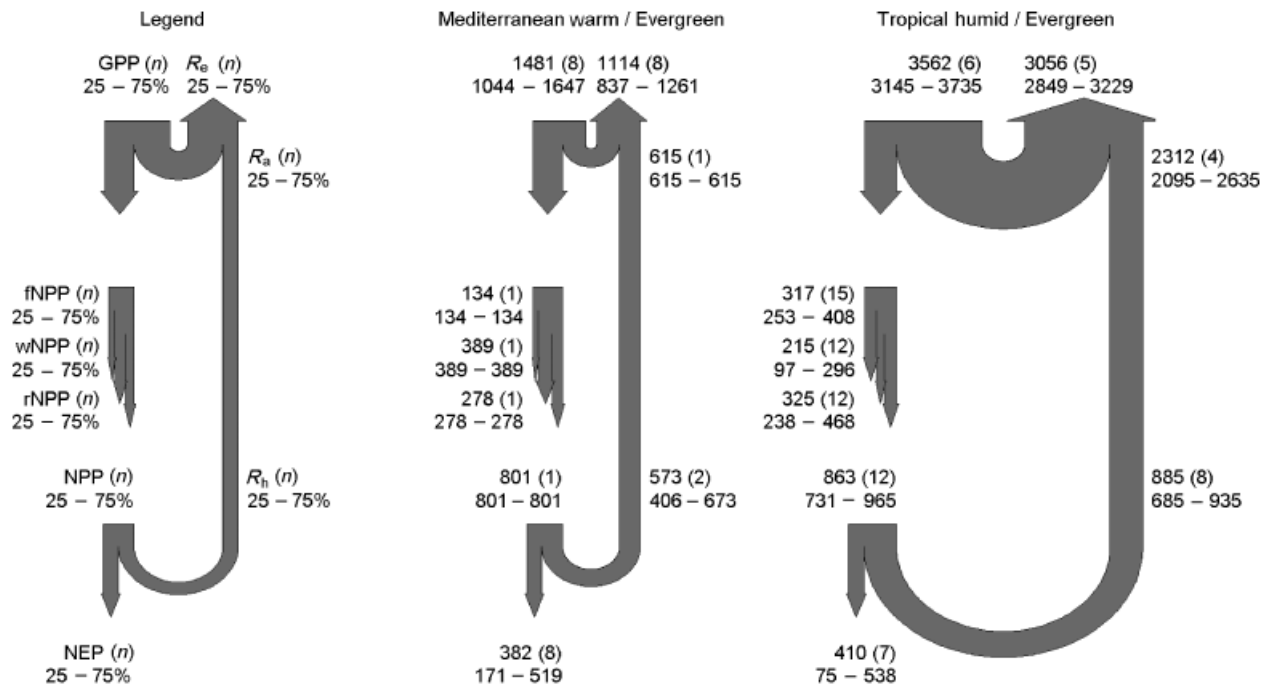 Legend
GPP (n) Re (n)
25 – 75% 25 – 75%
Ra (n)
25 – 75%
fNPP (n)
25 – 75%
wNPP (n)
25 – 75%
rNPP (n)
25 – 75%
NPP (n)
25 – 75%
Rh (n)
25 – 75%
NEP (n)
25 – 75%
Mediterranean warm / Evergreen
1481 (8) 1114 (8)
1044 – 1647 837 – 1261
615 (1)
615 – 615
134 (1)
134 – 134
389 (1)
389 – 389
278 (1)
278 – 278
801 (1)
801 – 801
573 (2)
406 – 673
382 (8)
171 – 519
Tropical humid / Evergreen
3562 (6) 3056 (5)
3145 – 3735 2849 – 3229
2312 (4)
2095 – 2635
317 (15)
253 – 408
215 (12)
97 – 296
325 (12)
238 – 468
863 (12)
731 – 965
885 (8)
685 – 935
410 (7)
75 – 538